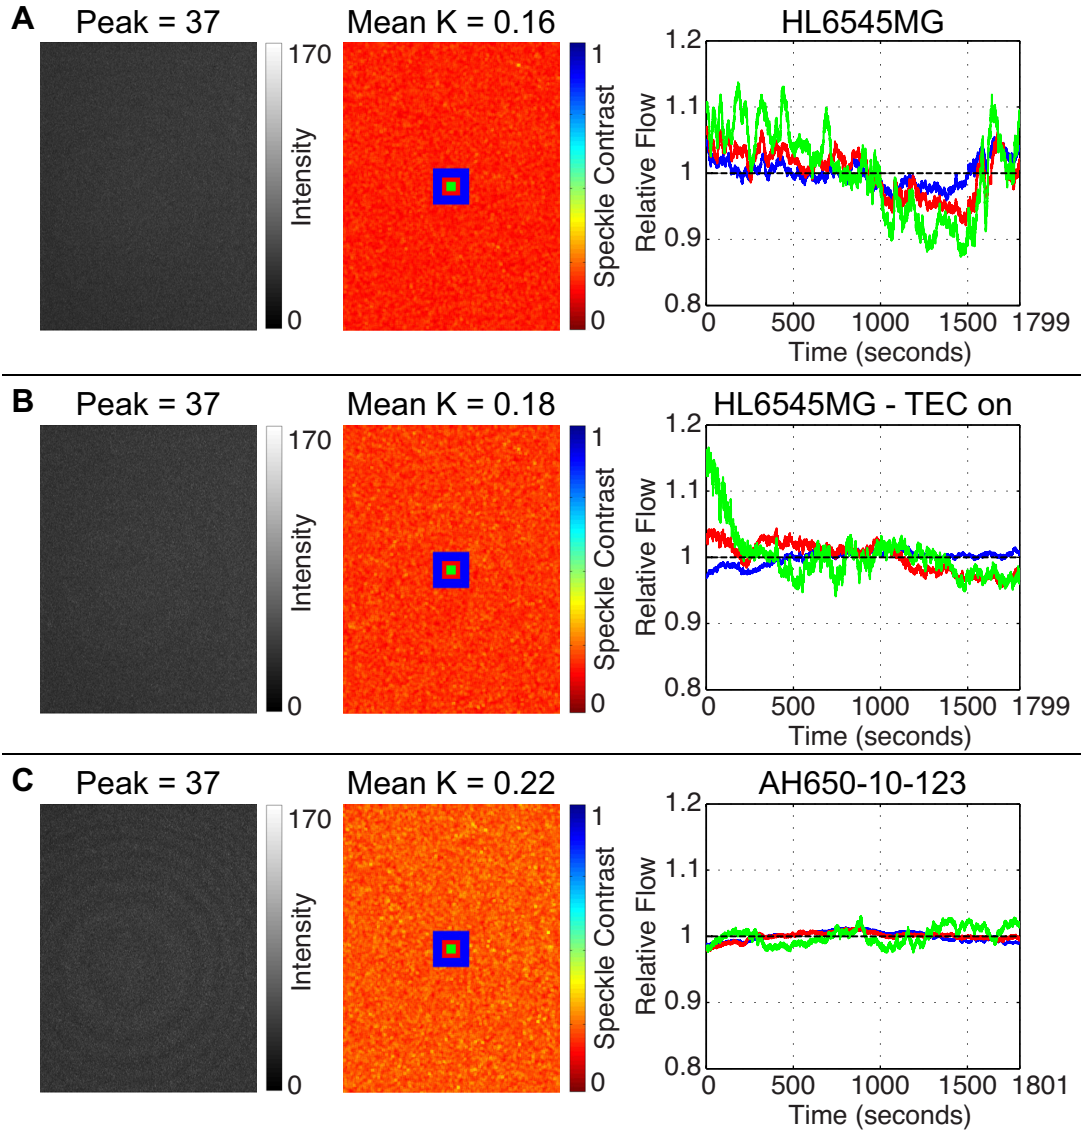 A
Peak = 37
170
Intensity
0
Mean K = 0.16
1
Speckle Contrast
0
HL6545MG
1.2
1.1
1
0.9
0.8
Relative Flow
0 500 1000 1500 1799
Time (seconds)
B
Peak = 37
170
Intensity
0
Mean K = 0.18
1
Speckle Contrast
0
HL6545MG - TEC on
1.2
1.1
1
0.9
0.8
Relative Flow
0 500 1000 1500 1799
Time (seconds)
C
Peak = 37
170
Intensity
0
Mean K = 0.22
1
Speckle Contrast
0
AH650-10-123
1.2
1.1
1
0.9
0.8
Relative Flow
0 500 1000 1500 1801
Time (seconds)